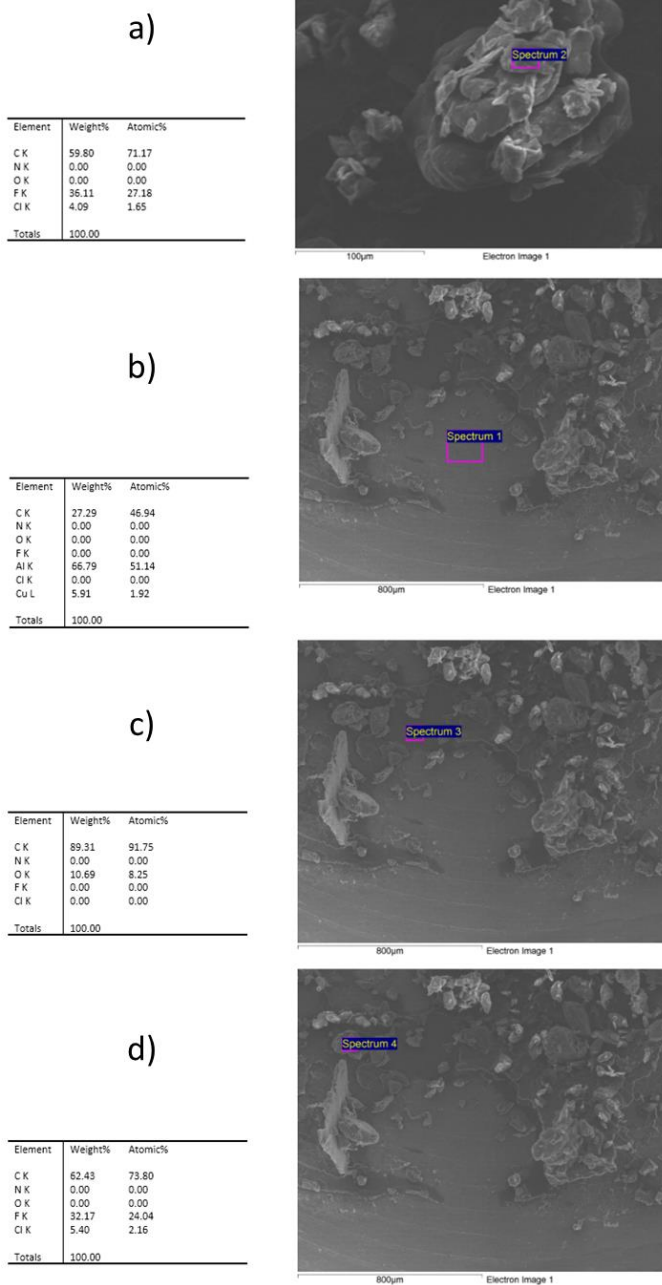 a)
Spectrum 2
Element Weight% Atomic%
C K 59.80 71.17
N K 0.00 0.00
O K 0.00 0.00
F K 36.11 27.18
Cl K 4.09 1.65
Totals 100.00
100μm Electron Image 1
b)
Spectrum 1
Element Weight% Atomic%
C K 27.29 46.94
N K 0.00 0.00
O K 0.00 0.00
F K 0.00 0.00
Al K 66.79 51.14
Cl K 0.00 0.00
Cu L 5.91 1.92
Totals 100.00
800μm Electron Image 1
c)
Spectrum 3
Element Weight% Atomic%
C K 89.31 91.75
N K 0.00 0.00
O K 10.69 8.25
F K 0.00 0.00
Cl K 0.00 0.00
Totals 100.00
800μm Electron Image 1
d)
Spectrum 4
Element Weight% Atomic%
C K 62.43 73.80
N K 0.00 0.00
O K 0.00 0.00
F K 32.17 24.04
Cl K 5.40 2.16
Totals 100.00
800μm Electron Image 1